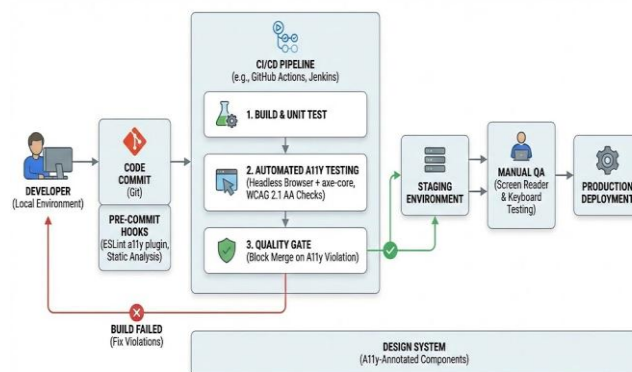 CI/CD PIPELINE
(e.g., GitHub Actions, Jenkins)
1. BUILD & UNIT TEST
2. AUTOMATED A11Y TESTING
(Headless Browser + axe-core,
WCAG 2.1 AA Checks)
3. QUALITY GATE
(Block Merge on A11y Violation)
DEVELOPER
(Local Environment)
CODE
COMMIT
(Git)
PRE-COMMIT
HOOKS
(ESLint a11y plugin,
Static Analysis)
STAGING
ENVIRONMENT
MANUAL QA
(Screen Reader
& Keyboard
Testing)
PRODUCTION
DEPLOYMENT
BUILD FAILED
(Fix Violations)
DESIGN SYSTEM
(A11y-Annotated Components)